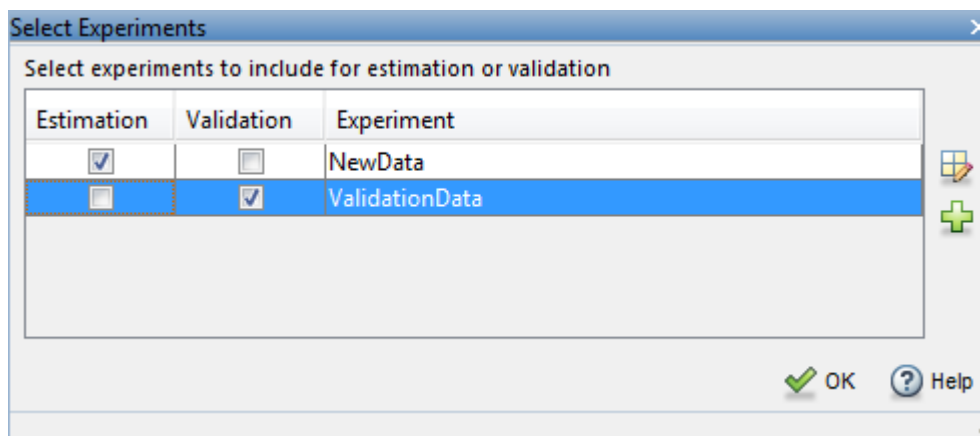 Select Experiments
Select experiments to include for estimation or validation
Estimation Validation Experiment
NewData
ValidationData
OK Help